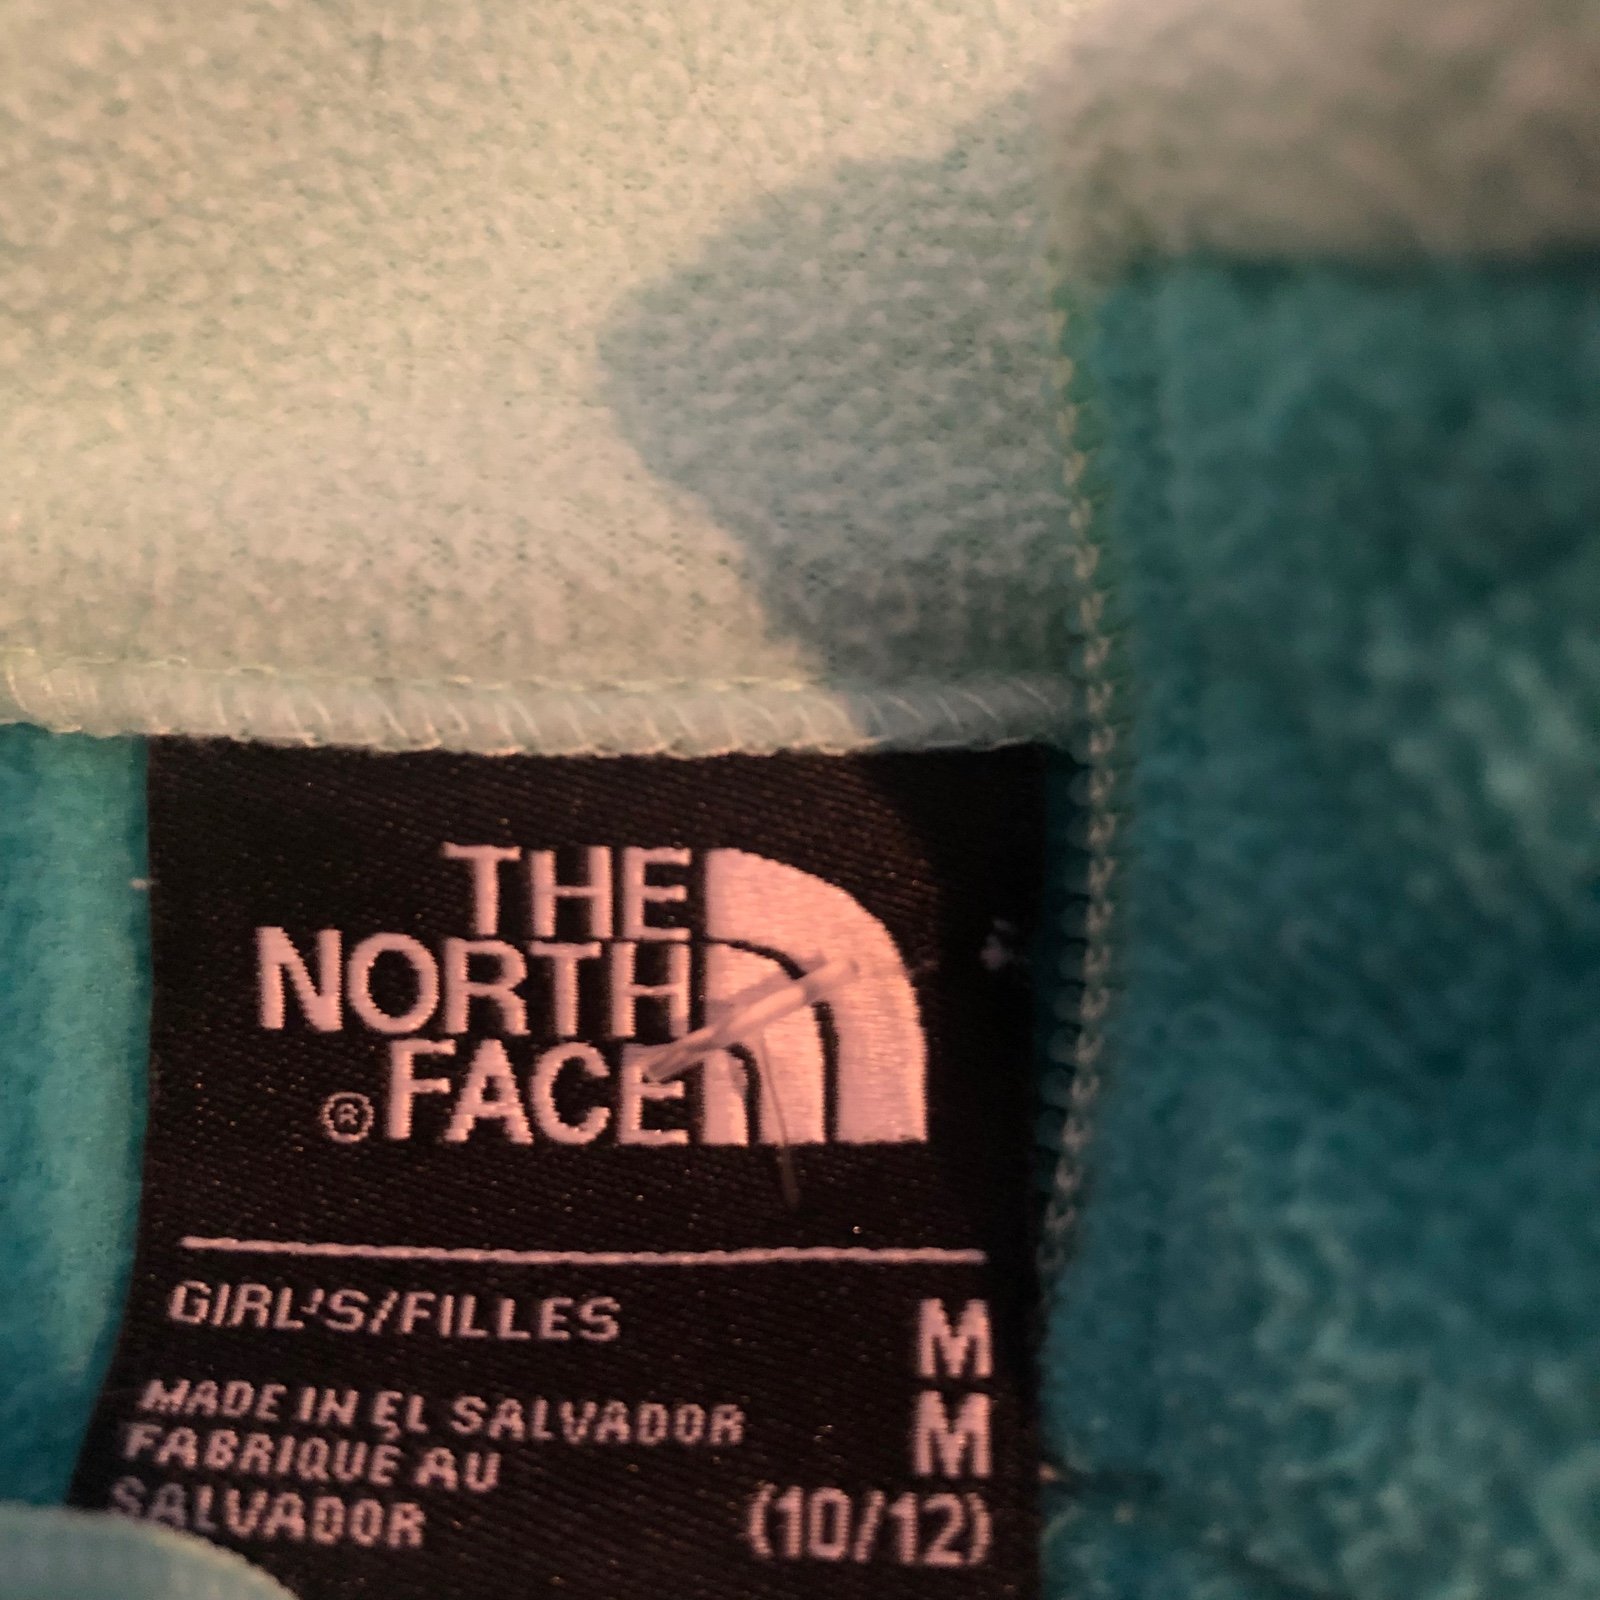 THE
NORTH
® FACE
GIRL'S/FILLES M
MADE IN EL SALVADOR M
FABRIQUÉ AU
SALVADOR (10/12)